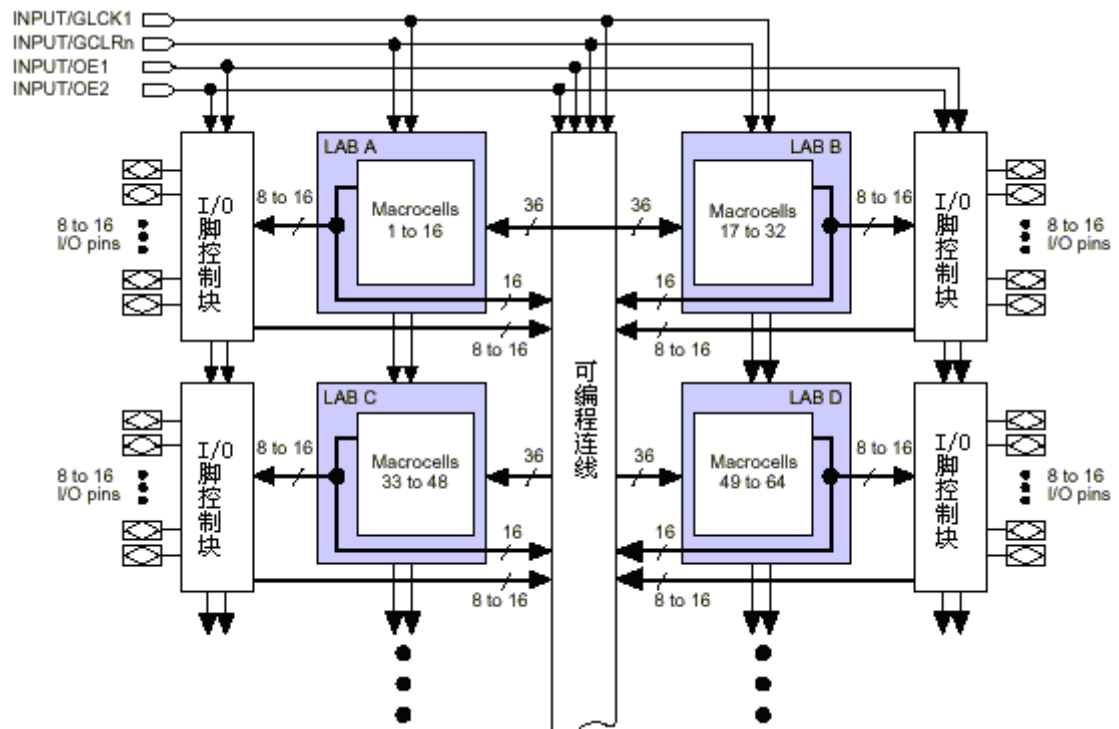 INPUT/GLCK1
INPUT/GCLRn
INPUT/OE1
INPUT/OE2
LAB A
LAB B
I/O脚控制块
8 to 16
Macrocells
1 to 16
36
36
Macrocells
17 to 32
8 to 16
I/O脚控制块
8 to 16
I/O pins
8 to 16
I/O pins
16
16
8 to 16
8 to 16
可编程连线
LAB C
LAB D
I/O脚控制块
8 to 16
Macrocells
33 to 48
36
36
Macrocells
49 to 64
8 to 16
I/O脚控制块
8 to 16
I/O pins
8 to 16
I/O pins
16
16
8 to 16
8 to 16